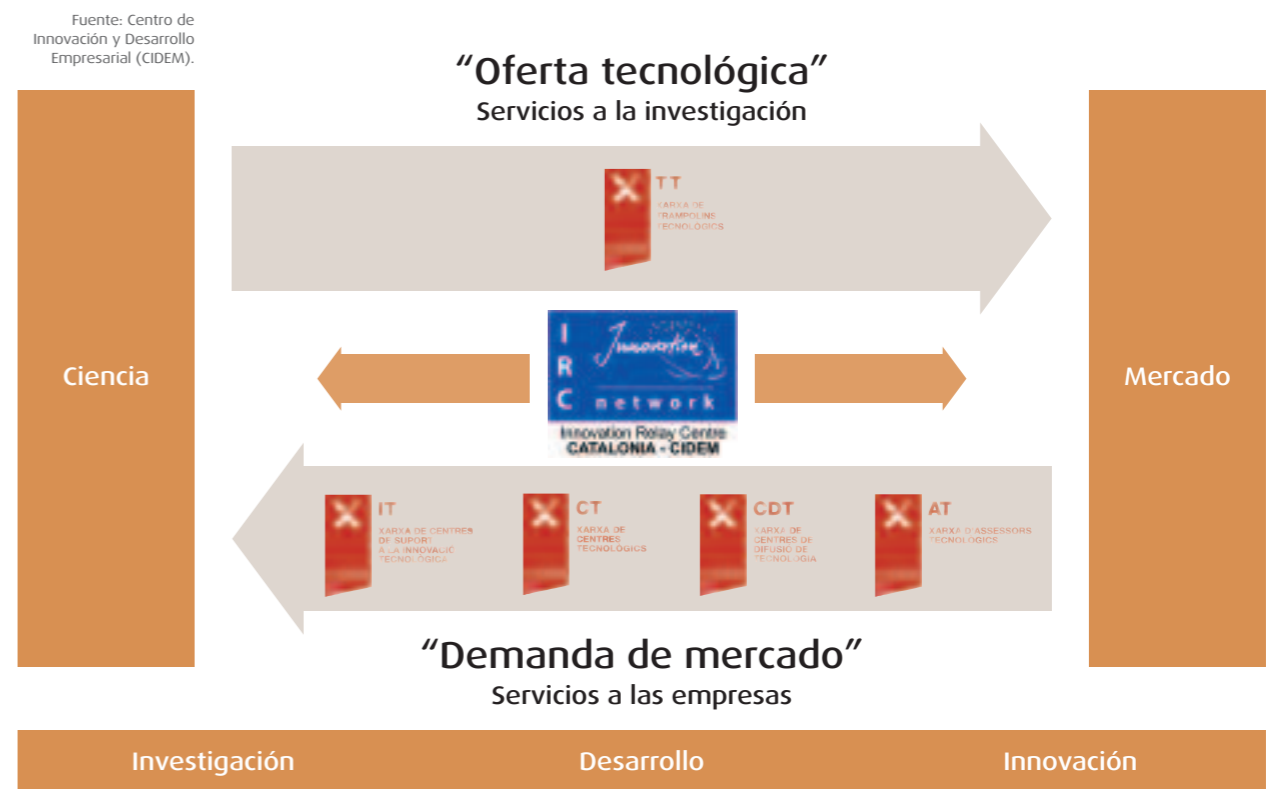 Fuente: Centro de
Innovación y Desarrollo
Empresarial (CIDEM).
“Oferta tecnológica”
Servicios a la investigación
TT
XARXA DE
TRAMPOLINS
TECNOLÒGICS
Ciencia
I
R
C
Innovation
network
Innovation Relay Centre
CATALONIA - CIDEM
Mercado
IT
XARXA DE CENTRES
DE SUPORT
A LA INNOVACIÓ
TECNOLÒGICA
CT
XARXA DE
CENTRES
TECNOLÒGICS
CDT
XARXA DE
CENTRES DE
DIFUSIÓ DE
TECNOLOGIA
AT
XARXA D'ASSESSORS
TECNOLÒGICS
“Demanda de mercado”
Servicios a las empresas
Investigación
Desarrollo
Innovación